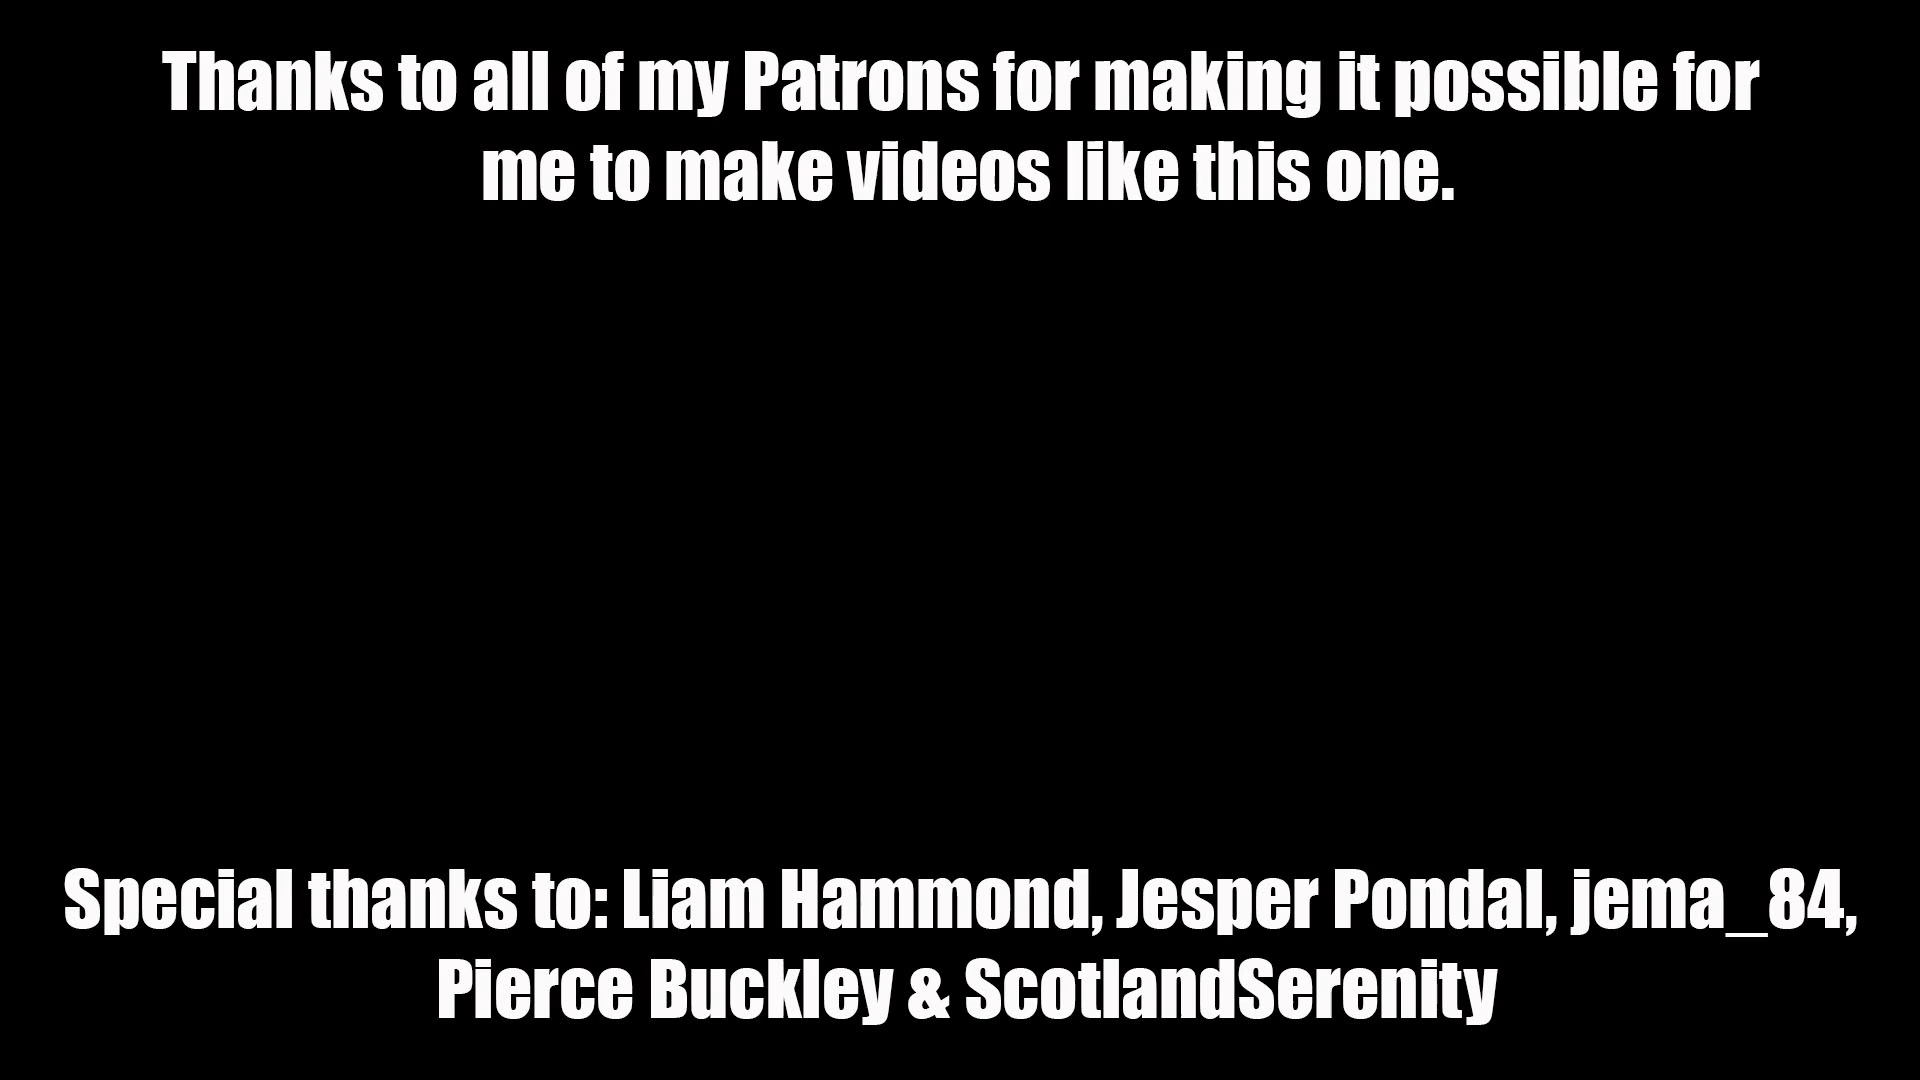 Thanks to all of my Patrons for making it possible for
me to make videos like this one.
Special thanks to: Liam Hammond, Jesper Pondal, jema_84,
Pierce Buckley & ScotlandSerenity